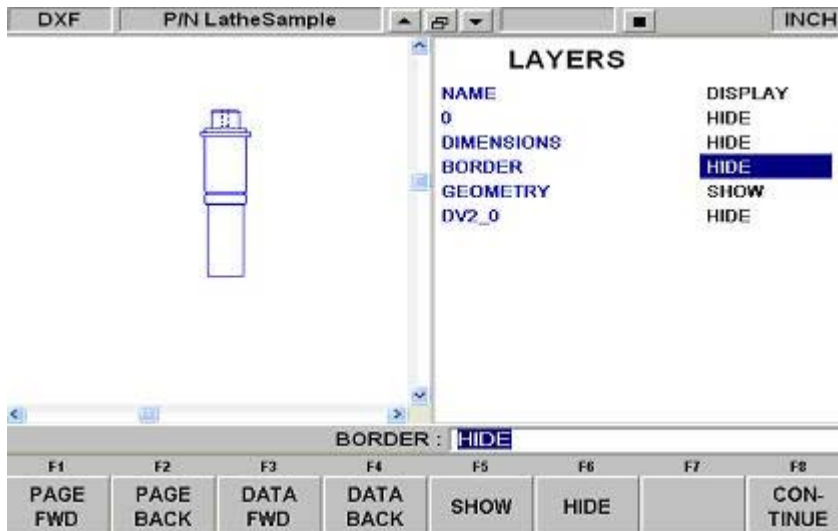 DXF P/N LatheSample INCH
LAYERS
NAME DISPLAY
0 HIDE
DIMENSIONS HIDE
BORDER HIDE
GEOMETRY SHOW
DV2_0 HIDE
BORDER : HIDE
F1 F2 F3 F4 F5 F6 F7 F8
PAGE FWD
PAGE BACK
DATA FWD
DATA BACK
SHOW
HIDE
CON-
TINUE